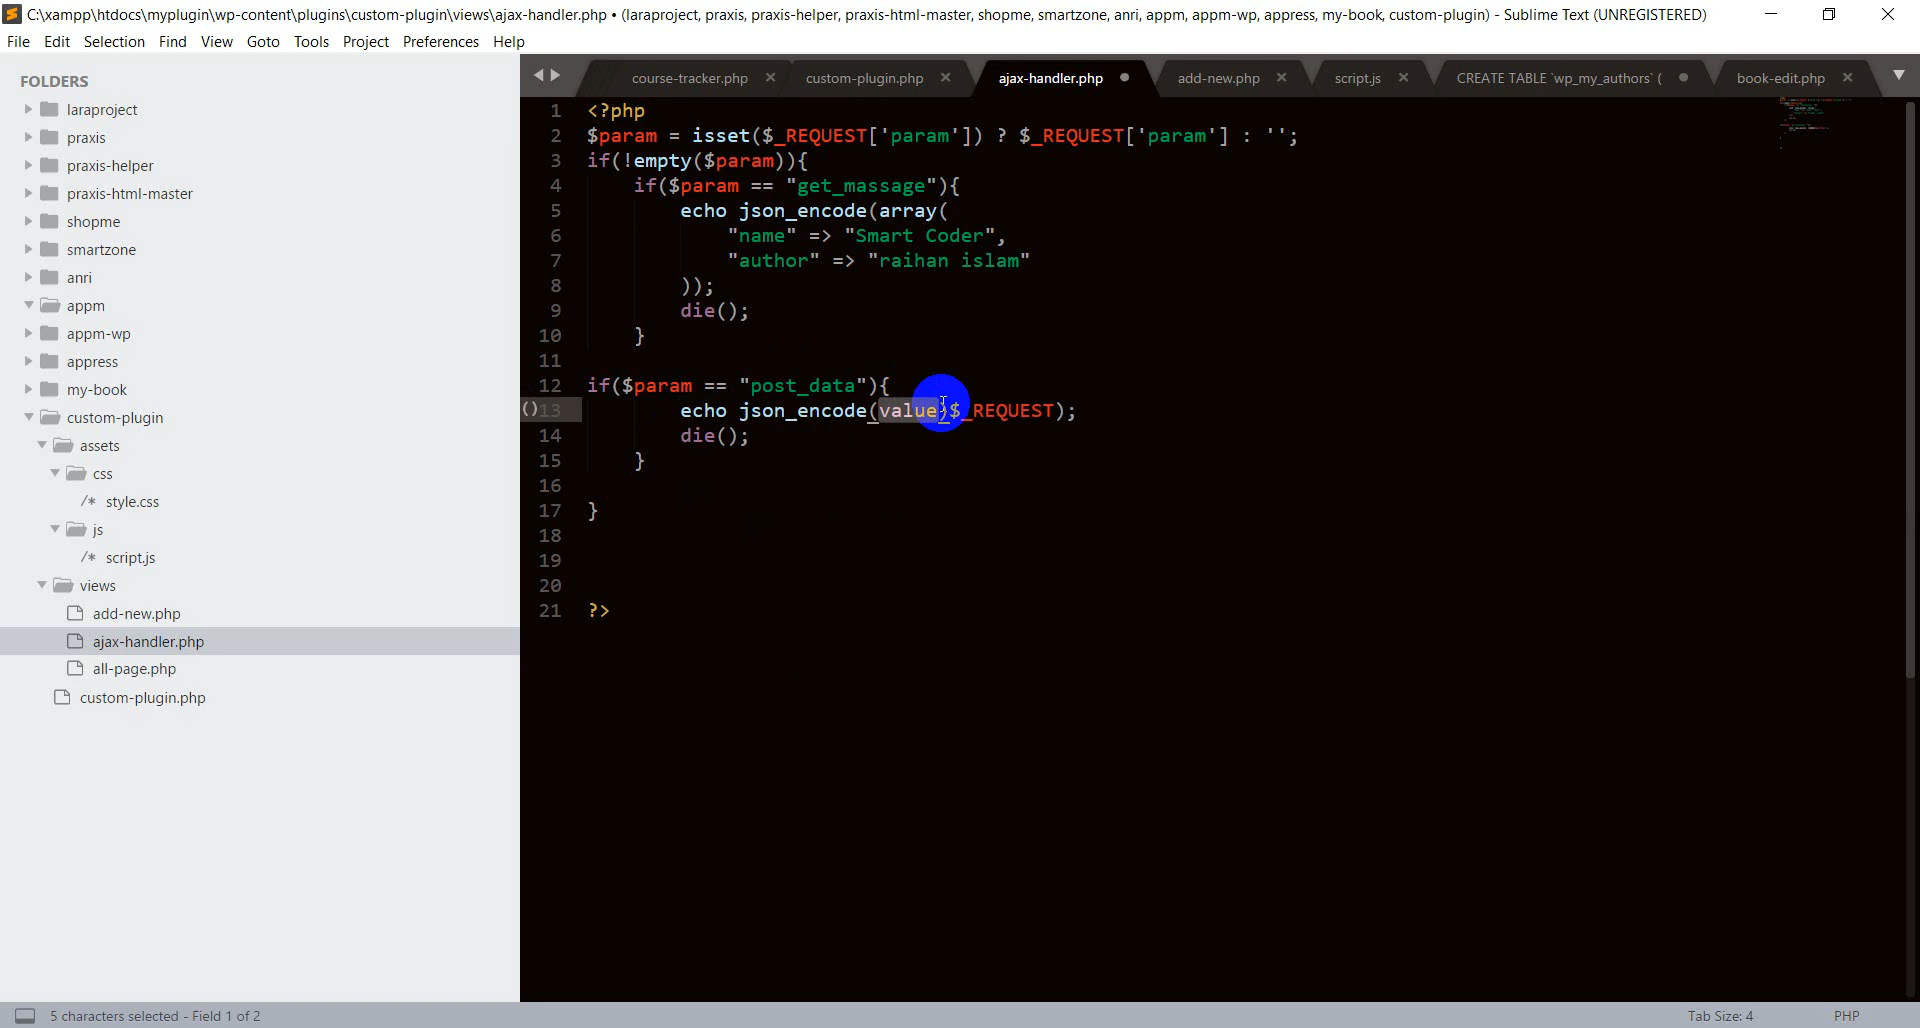 C:\xampp\htdocs\myplugin\wp-content\plugins\custom-plugin\views\ajax-handler.php • (laraproject, praxis, praxis-helper, praxis-html-master, shopme, smartzone, anri, appm, appm-wp, appress, my-book, custom-plugin) - Sublime Text (UNREGISTERED)
File Edit Selection Find View Goto Tools Project Preferences Help
FOLDERS
laraproject
praxis
praxis-helper
praxis-html-master
shopme
smartzone
anri
appm
appm-wp
appress
my-book
custom-plugin
assets
css
/* style.css
js
/* script.js
views
add-new.php
ajax-handler.php
all-page.php
custom-plugin.php
course-tracker.php × custom-plugin.php × ajax-handler.php • add-new.php × script.js × CREATE TABLE `wp_my_authors` ( • book-edit.php ×
1 <?php
2 $param = isset($_REQUEST['param']) ? $_REQUEST['param'] : '';
3 if(!empty($param)){
4 if($param == "get_massage"){
5 echo json_encode(array(
6 "name" => "Smart Coder",
7 "author" => "raihan islam"
8 ));
9 die();
10 }
11
12 if($param == "post_data"){
13 echo json_encode(value)$_REQUEST);
14 die();
15 }
16
17 }
18
19
20
21 ?>
5 characters selected - Field 1 of 2
Tab Size: 4
PHP